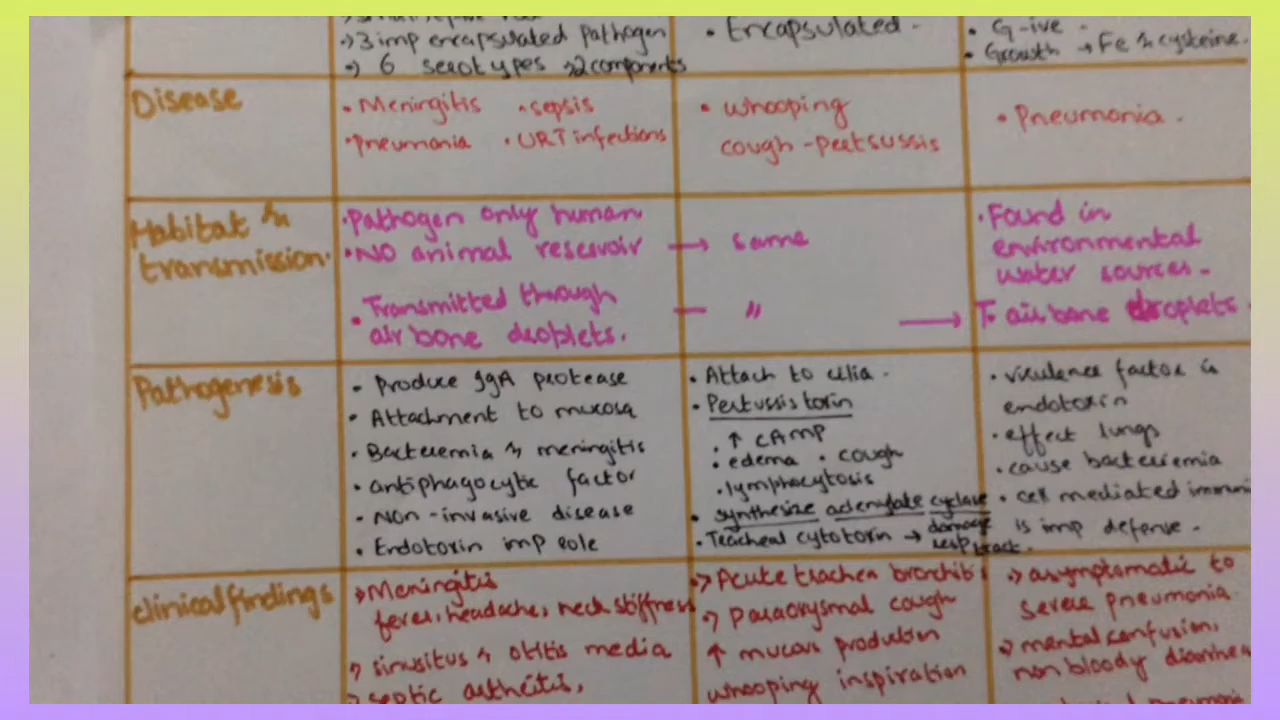 → 3 imp encapsulated pathogen
→ 6 serotypes → 2 components
• Encapsulated -
• G-ive -
• Growth → Fe & cysteine.
Disease
• Meningitis • sepsis
• pneumonia • URT infections
• whooping
cough - pertsussis
• Pneumonia -
Habitat &
transmission.
• Pathogen only human
• NO animal reservoir → same
• Transmitted through
air bone droplets.
— "
→ T• air bone droplets.
• Found in
environmental
water sources -
Pathogenesis
• Produce IgA protease
• Attachment to mucosa
• Bacteremia & meningitis
• antiphagocytic factor
• Non-invasive disease
• Endotoxin imp role
• Attach to cilia -
• Pertussis toxin
• ↑ cAMP
• edema • cough
• lymphocytosis
• synthesize adenylate cyclase
• Tracheal cytotoxin → damage
resp tract.
• virulence factor is
endotoxin
• effect lungs
• cause bacteremia
• cell mediated immuni
is imp defense -
clinical findings
→ Meningitis
fever, headache, neck stiffness
→ sinusitus & otitis media
→ septic arthritis,
→ Acute trachea bronchiti
→ paraoxysmal cough
↑ mucous production
whooping inspiration
→ asymptomatic to
severe pneumonia
→ mental confusion,
non bloody diarrhea